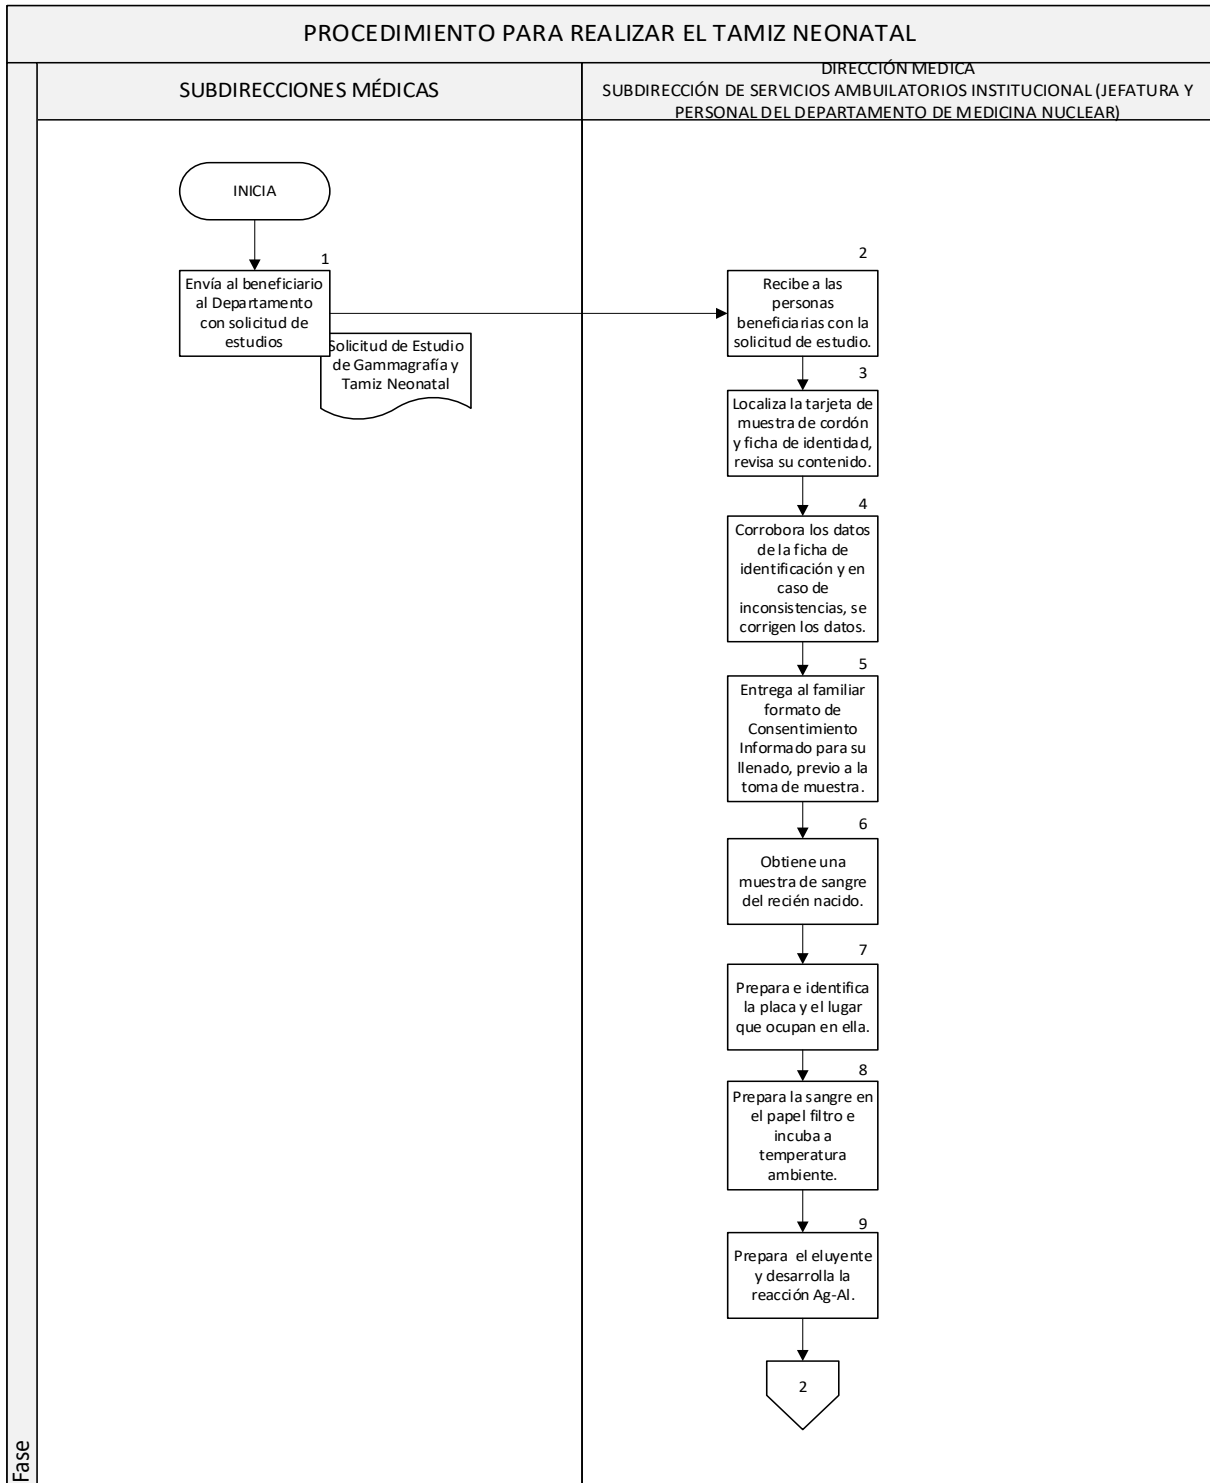 PROCEDIMIENTO PARA REALIZAR EL TAMIZ NEONATAL
SUBDIRECCIONES MÉDICAS
DIRECCIÓN MEDICA
SUBDIRECCIÓN DE SERVICIOS AMBUILATORIOS INSTITUCIONAL (JEFATURA Y
PERSONAL DEL DEPARTAMENTO DE MEDICINA NUCLEAR)
INICIA
1
Envía al beneficiario
al Departamento
con solicitud de
estudios
Solicitud de Estudio
de Gammagrafía y
Tamiz Neonatal
2
Recibe a las
personas
beneficiarias con la
solicitud de estudio.
3
Localiza la tarjeta de
muestra de cordón
y ficha de identidad,
revisa su contenido.
4
Corrobora los datos
de la ficha de
identificación y en
caso de
inconsistencias, se
corrigen los datos.
5
Entrega al familiar
formato de
Consentimiento
Informado para su
llenado, previo a la
toma de muestra.
6
Obtiene una
muestra de sangre
del recién nacido.
7
Prepara e identifica
la placa y el lugar
que ocupan en ella.
8
Prepara la sangre en
el papel filtro e
incuba a
temperatura
ambiente.
9
Prepara el eluyente
y desarrolla la
reacción Ag-Al.
2
Fase